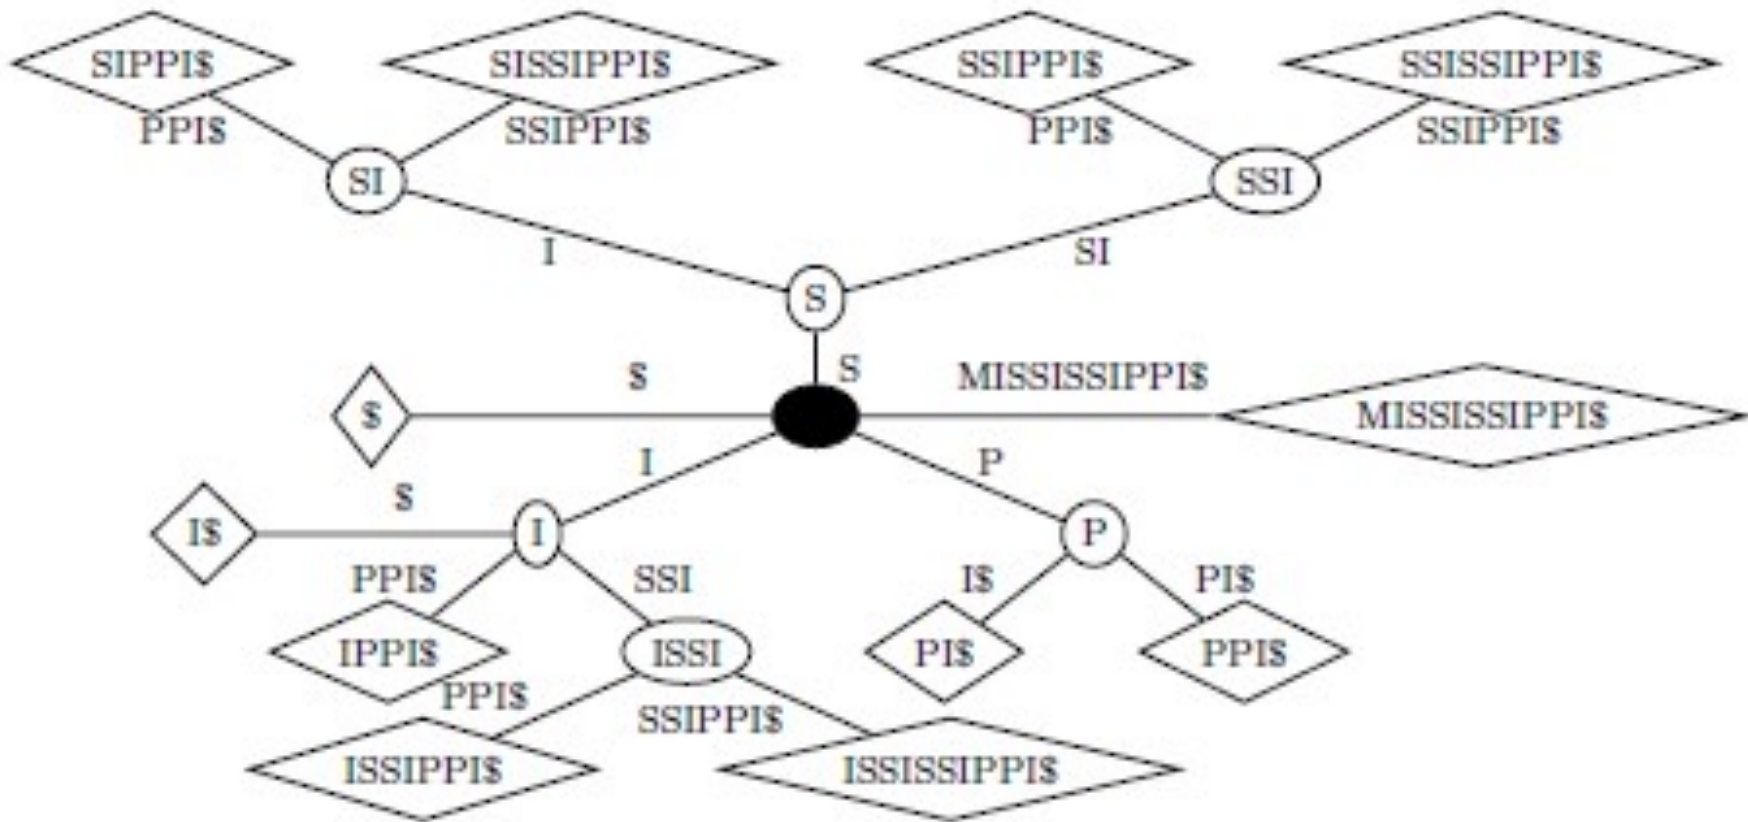 SIPPI$ SISSIPPI$ SSIPPI$ SSISSIPPI$
PPI$ SSIPPI$ PPI$ SSIPPI$
SI SSI
I SI
S
S
$ MISSISSIPPI$
$ MISSISSIPPI$
I P
$
I$ I P
PPI$ SSI I$ PI$
IPPI$ ISSI PI$ PPI$
PPI$ SSIPPI$
ISSIPPI$ ISSISSIPPI$